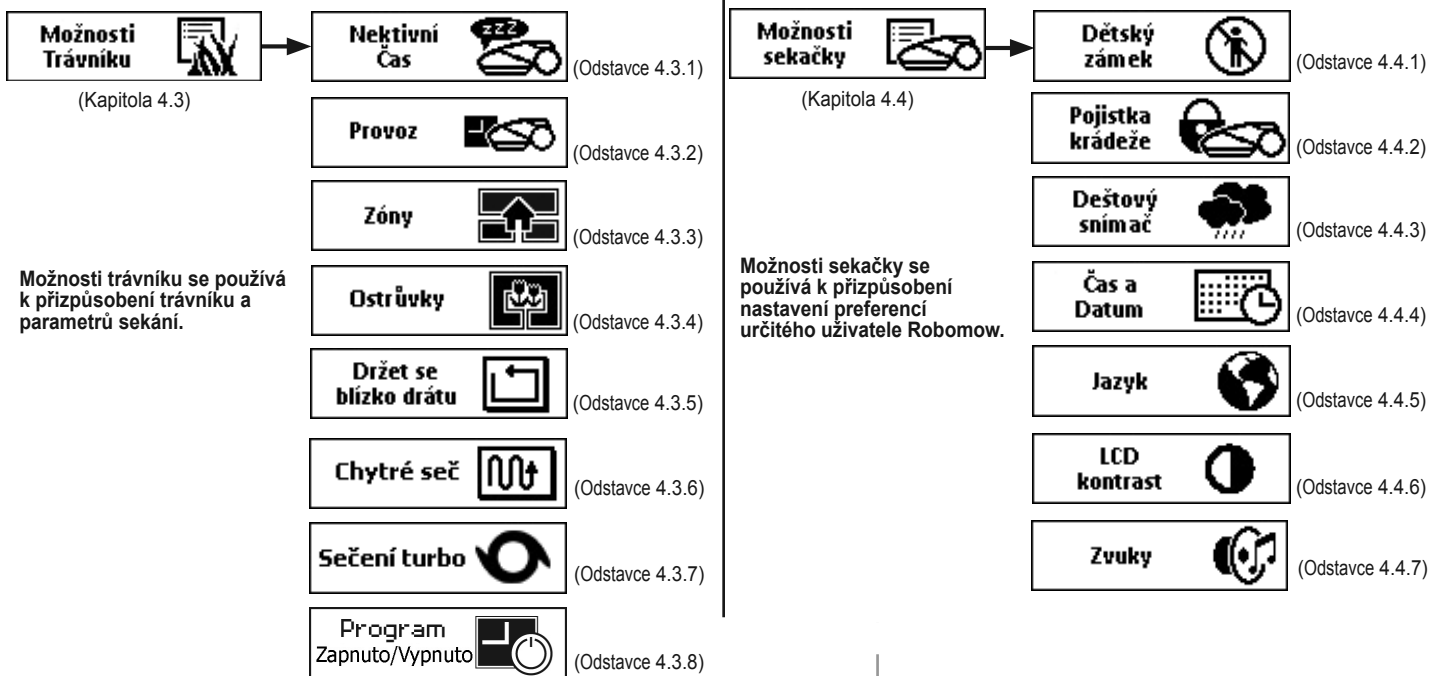 Možnosti
Trávníku
(Kapitola 4.3)
Možnosti trávníku se používá
k přizpůsobení trávníku a
parametrů sekání.
Nektivní
Čas
zzz
(Odstavce 4.3.1)
Provoz
(Odstavce 4.3.2)
Zóny
(Odstavce 4.3.3)
Ostrůvky
(Odstavce 4.3.4)
Držet se
blízko drátu
(Odstavce 4.3.5)
Chytré seč
(Odstavce 4.3.6)
Sečení turbo
(Odstavce 4.3.7)
Program
Zapnuto/Vypnuto
(Odstavce 4.3.8)
Možnosti
sekačky
(Kapitola 4.4)
Možnosti sekačky se
používá k přizpůsobení
nastavení preferencí
určitého uživatele Robomow.
Dětský
zámek
(Odstavce 4.4.1)
Pojistka
krádeže
(Odstavce 4.4.2)
Deštový
snímač
(Odstavce 4.4.3)
Čas a
Datum
(Odstavce 4.4.4)
Jazyk
(Odstavce 4.4.5)
LCD
kontrast
(Odstavce 4.4.6)
Zvuky
(Odstavce 4.4.7)